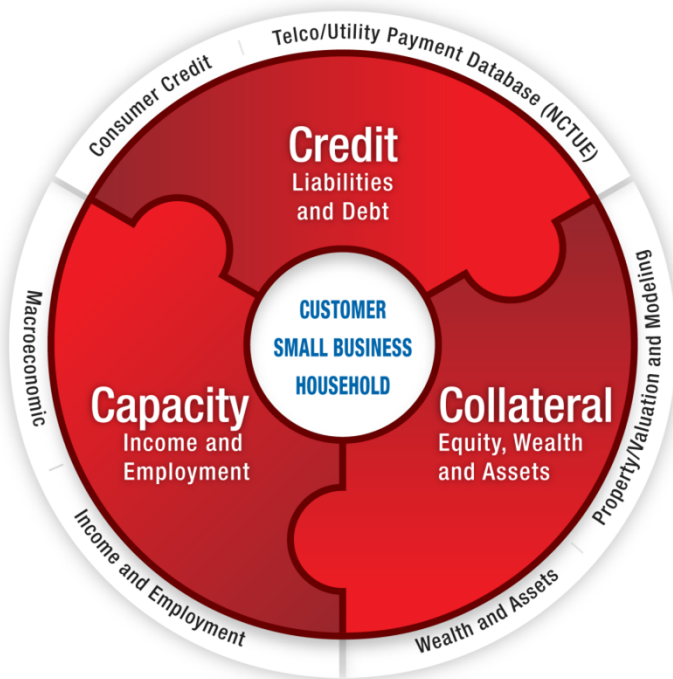 Consumer Credit
Telco/Utility Payment Database (NCTUE)
Credit
Liabilities
and Debt
CUSTOMER
SMALL BUSINESS
HOUSEHOLD
Capacity
Income and
Employment
Collateral
Equity, Wealth
and Assets
Macroeconomic
Property/Valuation and Modeling
Income and Employment
Wealth and Assets